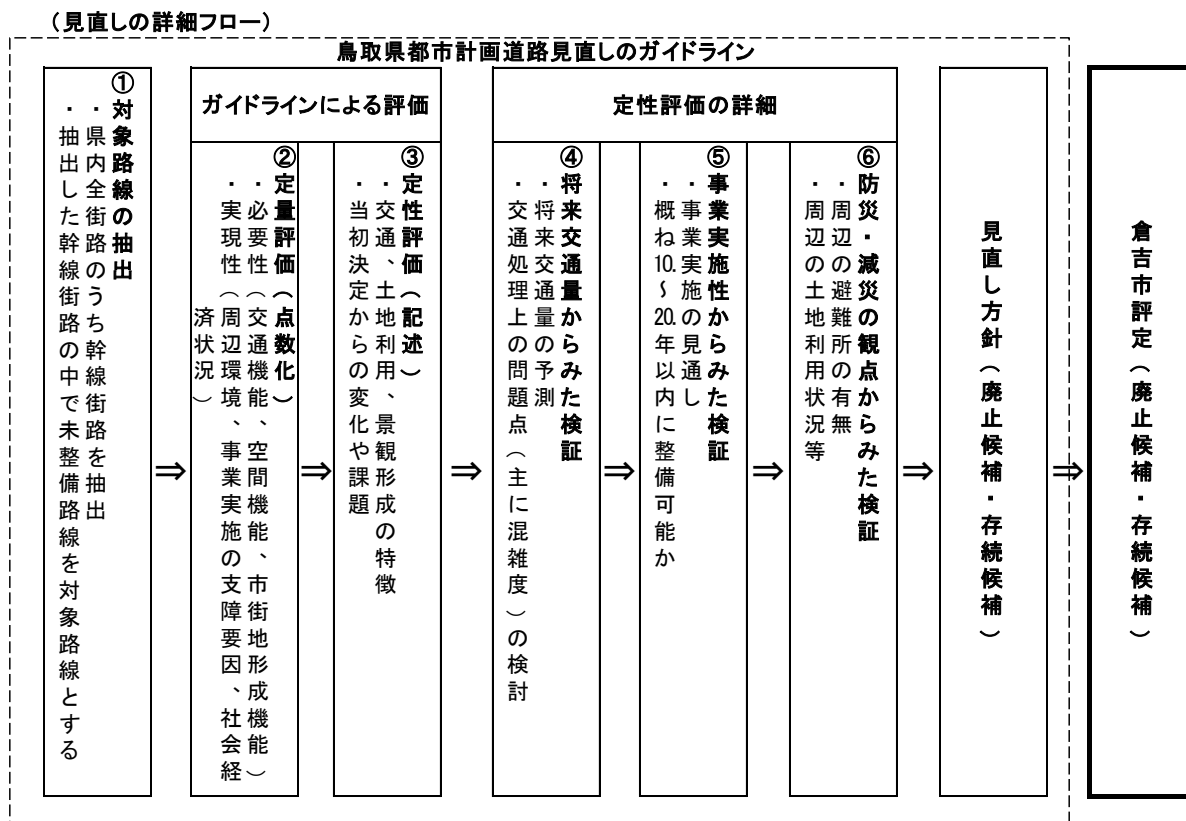 （見直しの詳細フロー）
鳥取県都市計画道路見直しのガイドライン
①対象路線の抽出
・県内全街路のうち幹線街路を抽出
・抽出した幹線街路の中で未整備路線を対象路線とする
⇒
ガイドラインによる評価
②定量評価（点数化）
・必要性（交通機能、空間機能、市街地形成機能）
・実現性（周辺環境、事業実施の支障要因、社会経
済状況）
⇒
③定性評価（記述）
・交通、土地利用、景観形成の特徴
・当初決定からの変化や課題
⇒
定性評価の詳細
④将来交通量からみた検証
・将来交通量の予測
・交通処理上の問題点（主に混雑度）の検討
⇒
⑤事業実施性からみた検証
・事業実施の見通し
・概ね10.～20.年以内に整備可能か
⇒
⑥防災・減災の観点からみた検証
・周辺の避難所の有無
・周辺の土地利用状況等
⇒
見直し方針（廃止候補・存続候補）
⇒
倉吉市評定（廃止候補・存続候補）